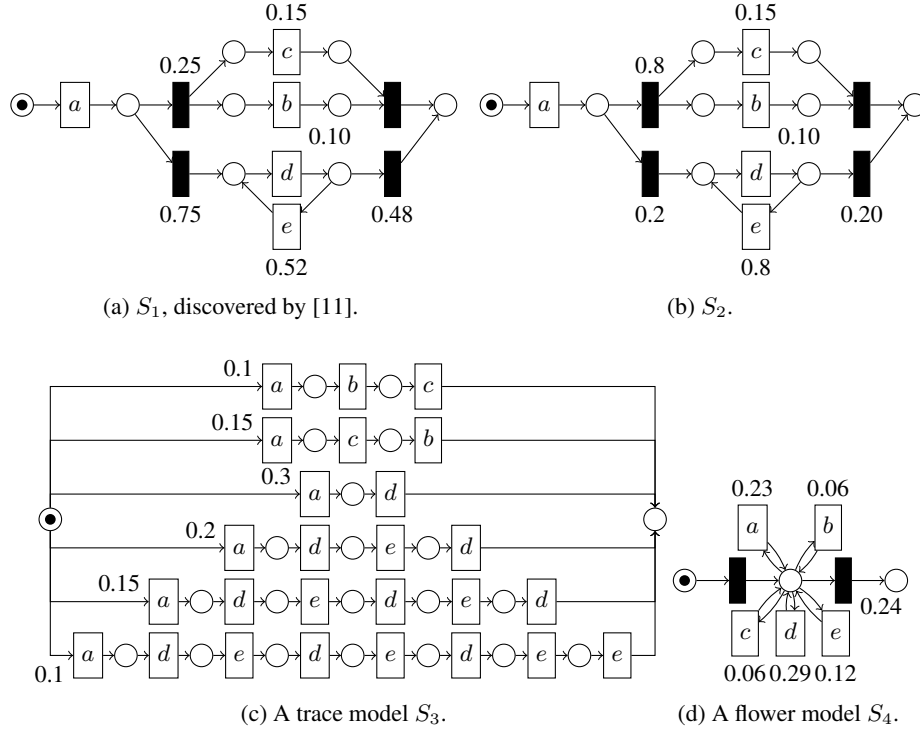 0.15
c
0.25
a
b
0.10
d
0.75
0.48
e
0.52
(a) S₁, discovered by [11].
0.15
c
0.8
a
b
0.10
d
0.2
0.20
e
0.8
(b) S₂.
0.1
a b c
0.15
a c b
0.3
a d
0.2
a d e d
0.15
a d e d e d
0.1
a d e d e d e e
(c) A trace model S₃.
0.23 0.06
a b
0.24
c d e
0.06 0.29 0.12
(d) A flower model S₄.